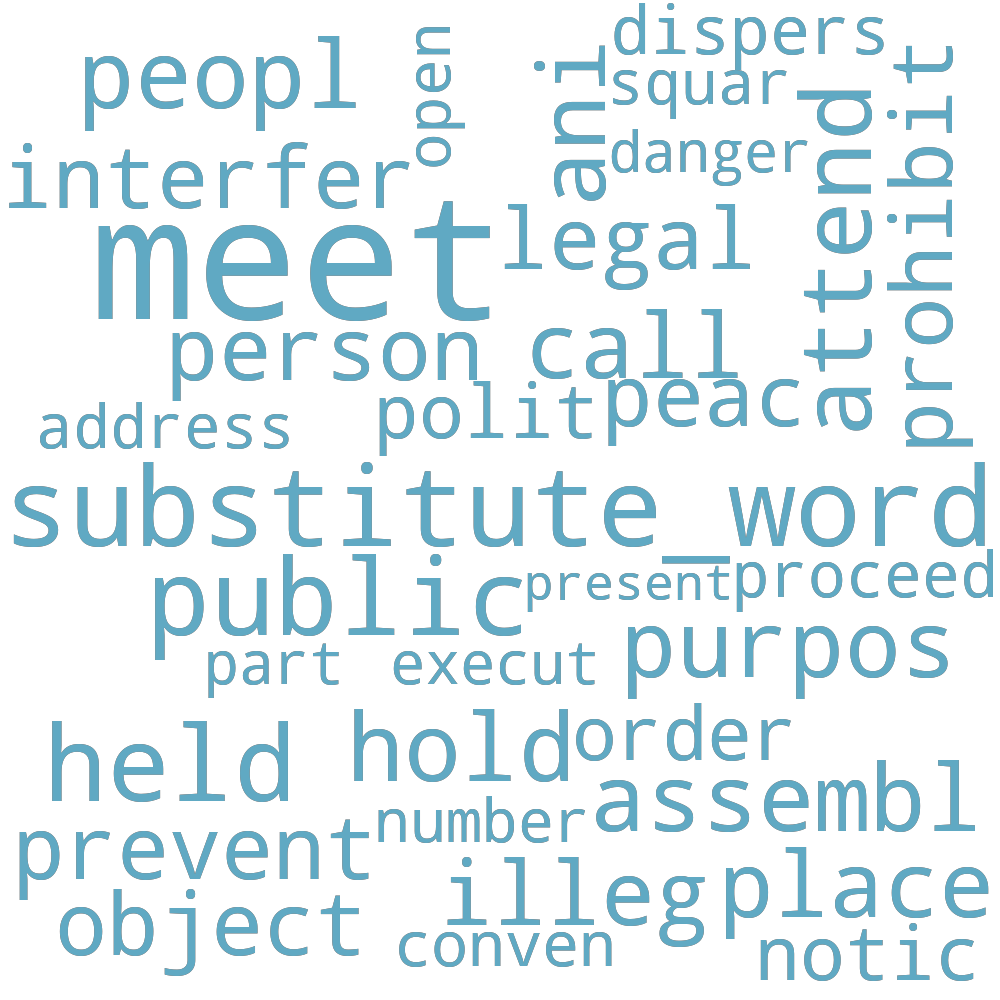 dispers
peopl
open
ani
squar
attend
prohibit
interfer
danger
meet
legal
person
call
address
polit
peac
substitute_word
public
present
proceed
part
execut
purpos
held
hold
order
assembl
prevent
number
illeg
place
object
conven
notic